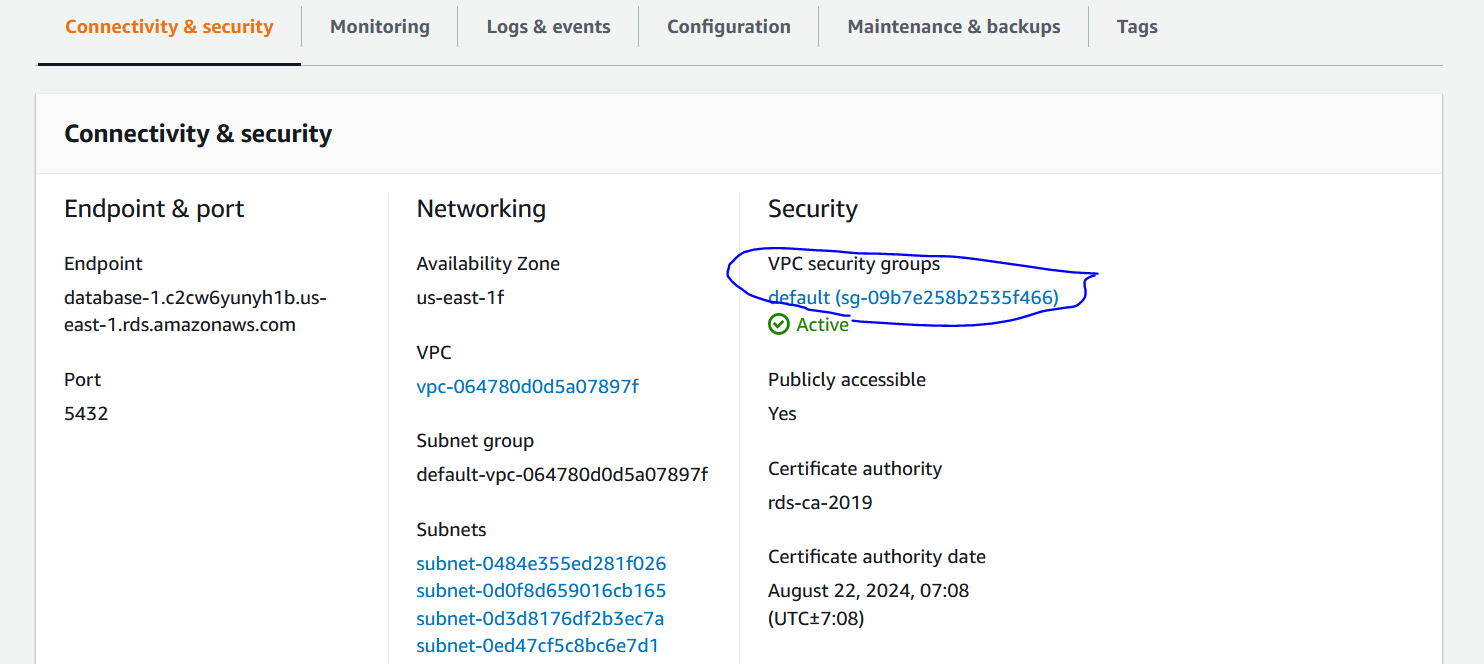 Connectivity & security
Monitoring
Logs & events
Configuration
Maintenance & backups
Tags
Connectivity & security
Endpoint & port
Endpoint
database-1.c2cw6yunyh1b.us-
east-1.rds.amazonaws.com
Port
5432
Networking
Availability Zone
us-east-1f
VPC
vpc-064780d0d5a07897f
Subnet group
default-vpc-064780d0d5a07897f
Subnets
subnet-0484e355ed281f026
subnet-0d0f8d659016cb165
subnet-0d3d8176df2b3ec7a
subnet-0ed47cf5c8bc6e7d1
Security
VPC security groups
default (sg-09b7e258b2535f466)
Active
Publicly accessible
Yes
Certificate authority
rds-ca-2019
Certificate authority date
August 22, 2024, 07:08
(UTC±7:08)